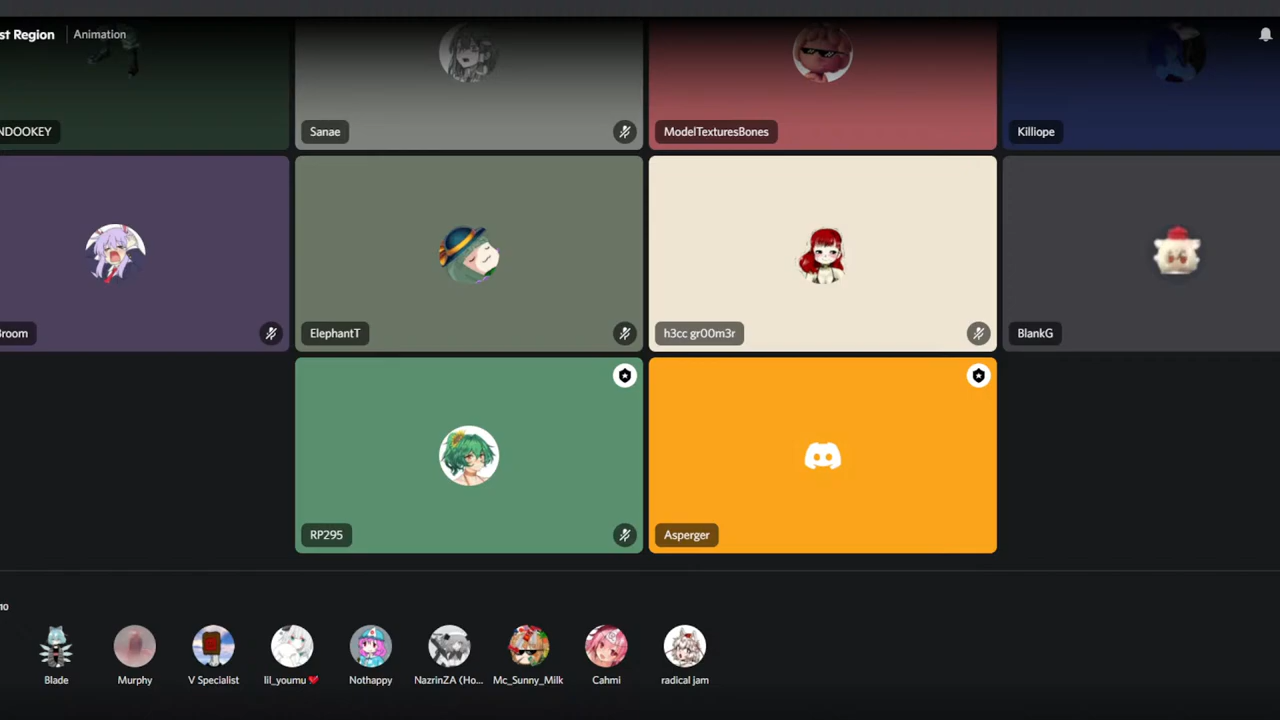 st Region Animation
NDOOKEY Sanae ModelTexturesBones Killiope
Broom ElephantT h3cc gr00m3r BlankG
RP295 Asperger
Blade Murphy V Specialist lil_youmu Nothappy NazrinZA (Ho... Mc_Sunny_Milk Cahmi radical jam